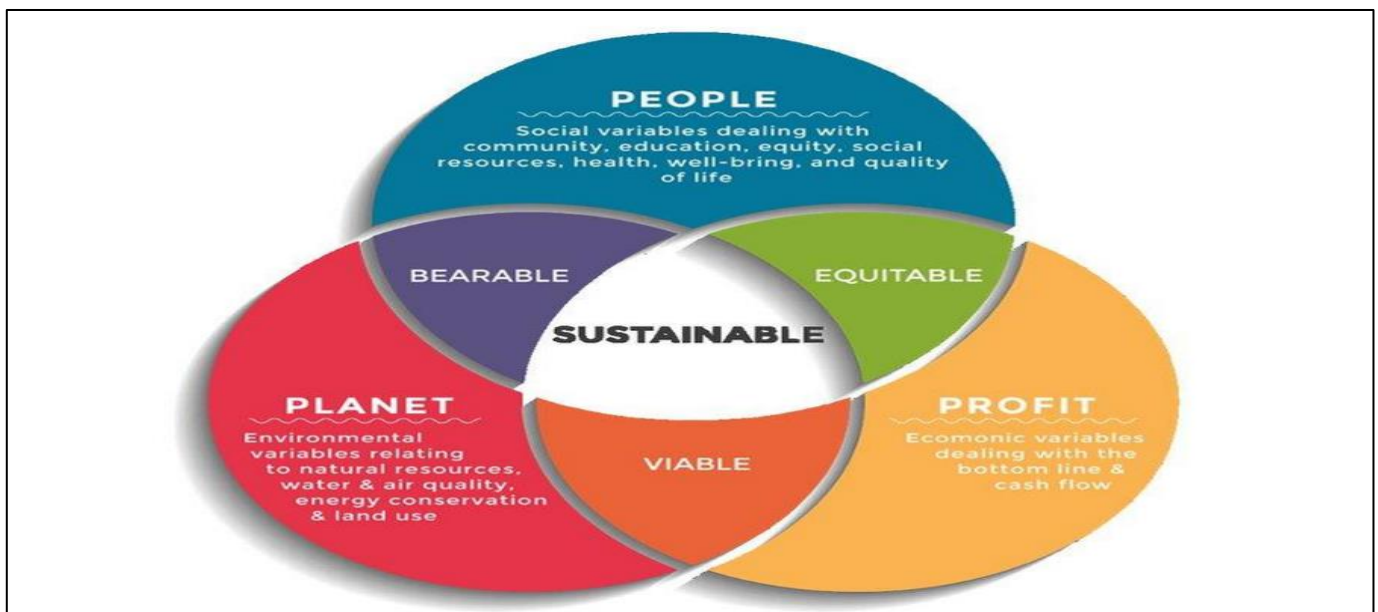 PEOPLE
Social variables dealing with
community, education, equity, social
resources, health, well-bring, and quality
of life
BEARABLE
EQUITABLE
SUSTAINABLE
PLANET
Environmental
variables relating
to natural resources,
water & air quality,
energy conservation
& land use
PROFIT
Ecomonic variables
dealing with the
bottom line &
cash flow
VIABLE